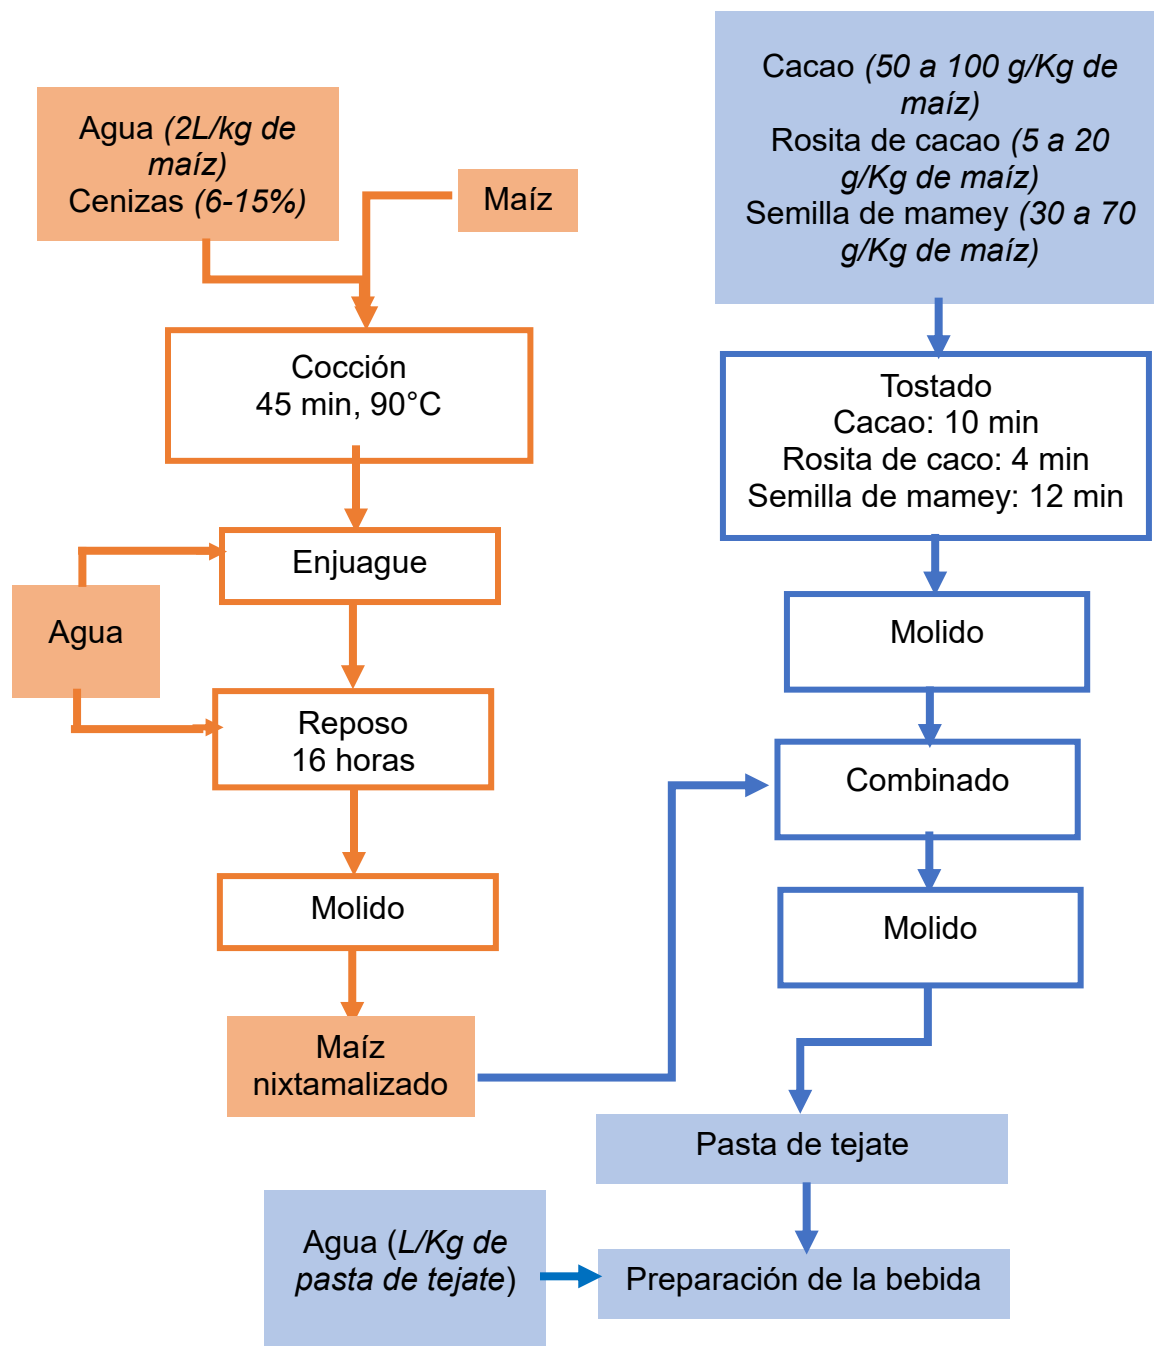 Agua (2L/kg de
maíz)
Cenizas (6-15%)
Maíz
Cocción
45 min, 90°C
Enjuague
Agua
Reposo
16 horas
Molido
Maíz
nixtamalizado
Cacao (50 a 100 g/Kg de
maíz)
Rosita de cacao (5 a 20
g/Kg de maíz)
Semilla de mamey (30 a 70
g/Kg de maíz)
Tostado
Cacao: 10 min
Rosita de caco: 4 min
Semilla de mamey: 12 min
Molido
Combinado
Molido
Pasta de tejate
Agua (L/Kg de
pasta de tejate)
Preparación de la bebida